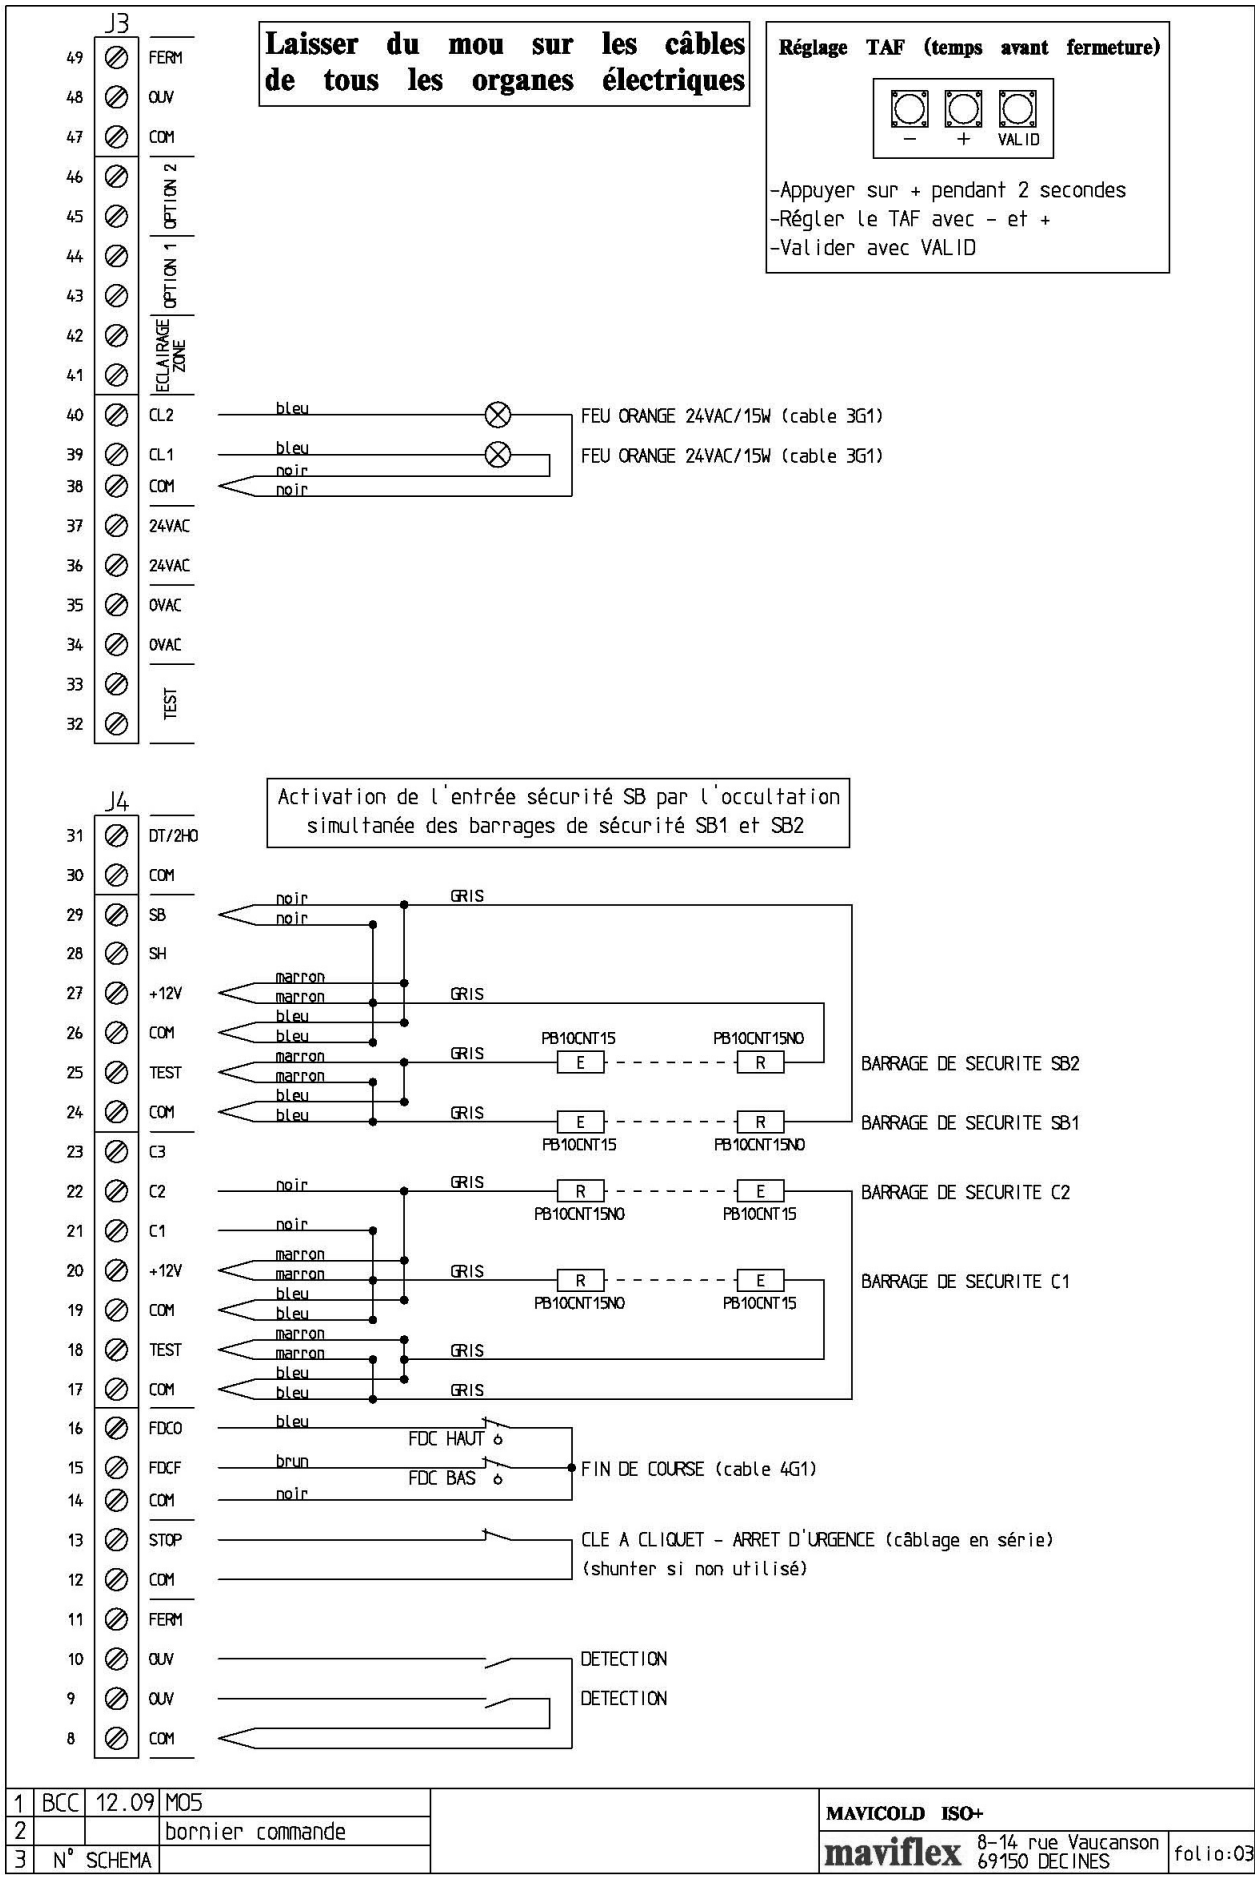 J3
Laisser du mou sur les câbles
de tous les organes électriques
Réglage TAF (temps avant fermeture)
- + VALID
-Appuyer sur + pendant 2 secondes
-Régler le TAF avec - et +
-Valider avec VALID
49 FERM
48 OUV
47 COM
46
45
OPTION 2
44
43
OPTION 1
42
41
ECLAIRAGE
ZONE
40 CL2 bleu FEU ORANGE 24VAC/15W (cable 3G1)
39 CL1 bleu FEU ORANGE 24VAC/15W (cable 3G1)
noir
38 COM
noir
37 24VAC
36 24VAC
35 0VAC
34 0VAC
33
32
TEST
J4
Activation de l'entrée sécurité SB par l'occultation
simultanée des barrages de sécurité SB1 et SB2
31 DT/2HO
30 COM
noir GRIS
29 SB
noir
28 SH
marron
27 +12V
marron GRIS
bleu
26 COM
bleu
PB10CNT15 PB10CNT15NO
marron GRIS
E R BARRAGE DE SECURITE SB2
25 TEST
marron
bleu
24 COM
bleu GRIS
E R BARRAGE DE SECURITE SB1
PB10CNT15 PB10CNT15NO
23 C3
22 C2 noir GRIS R E BARRAGE DE SECURITE C2
PB10CNT15NO PB10CNT15
21 C1 noir
marron
20 +12V
marron GRIS R E BARRAGE DE SECURITE C1
PB10CNT15NO PB10CNT15
bleu
19 COM
bleu
marron
18 TEST
marron GRIS
bleu
17 COM
bleu GRIS
16 FDCO bleu
FDC HAUT
15 FDCF brun
FDC BAS
FIN DE COURSE (cable 4G1)
14 COM noir
13 STOP CLE A CLIQUET - ARRET D'URGENCE (câblage en série)
(shunter si non utilisé)
12 COM
11 FERM
10 OUV DETECTION
9 OUV DETECTION
8 COM
1 BCC 12.09 MO5
2 bornier commande
3 N° SCHEMA
MAVICOLD ISO+
maviflex
8-14 rue Vaucanson
69150 DECINES
folio:03